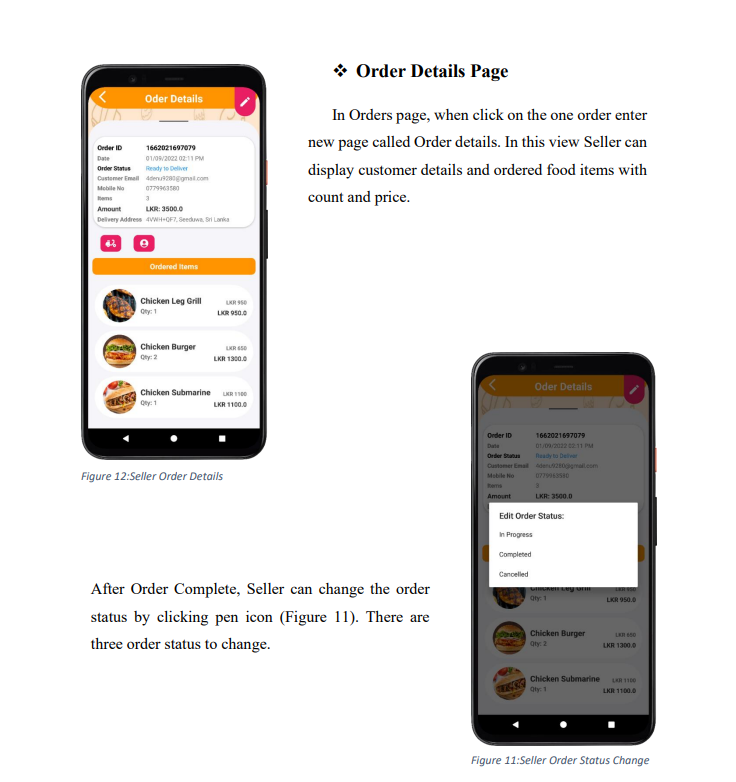 ❖ Order Details Page
In Orders page, when click on the one order enter
new page called Order details. In this view Seller can
display customer details and ordered food items with
count and price.
Oder Details
Order ID 1662021697079
Date 01/09/2022 02:11 PM
Order Status Ready to Deliver
Customer Email 4denu9280@gmail.com
Mobile No 0779963580
Items 3
Amount LKR: 3500.0
Delivery Address 4VWH+QF7, Seeduwa, Sri Lanka
Ordered Items
Chicken Leg Grill LKR 950
Qty: 1 LKR 950.0
Chicken Burger LKR 650
Qty: 2 LKR 1300.0
Chicken Submarine LKR 1100
Qty: 1 LKR 1100.0
Figure 12:Seller Order Details
After Order Complete, Seller can change the order
status by clicking pen icon (Figure 11). There are
three order status to change.
Oder Details
Order ID 1662021697079
Date 01/09/2022 02:11 PM
Order Status Ready to Deliver
Customer Email 4denu9280@gmail.com
Mobile No 0779963580
Items 3
Amount LKR: 3500.0
Edit Order Status:
In Progress
Completed
Cancelled
Chicken Leg Grill LKR 950
Qty: 1 LKR 950.0
Chicken Burger LKR 650
Qty: 2 LKR 1300.0
Chicken Submarine LKR 1100
Qty: 1 LKR 1100.0
Figure 11:Seller Order Status Change